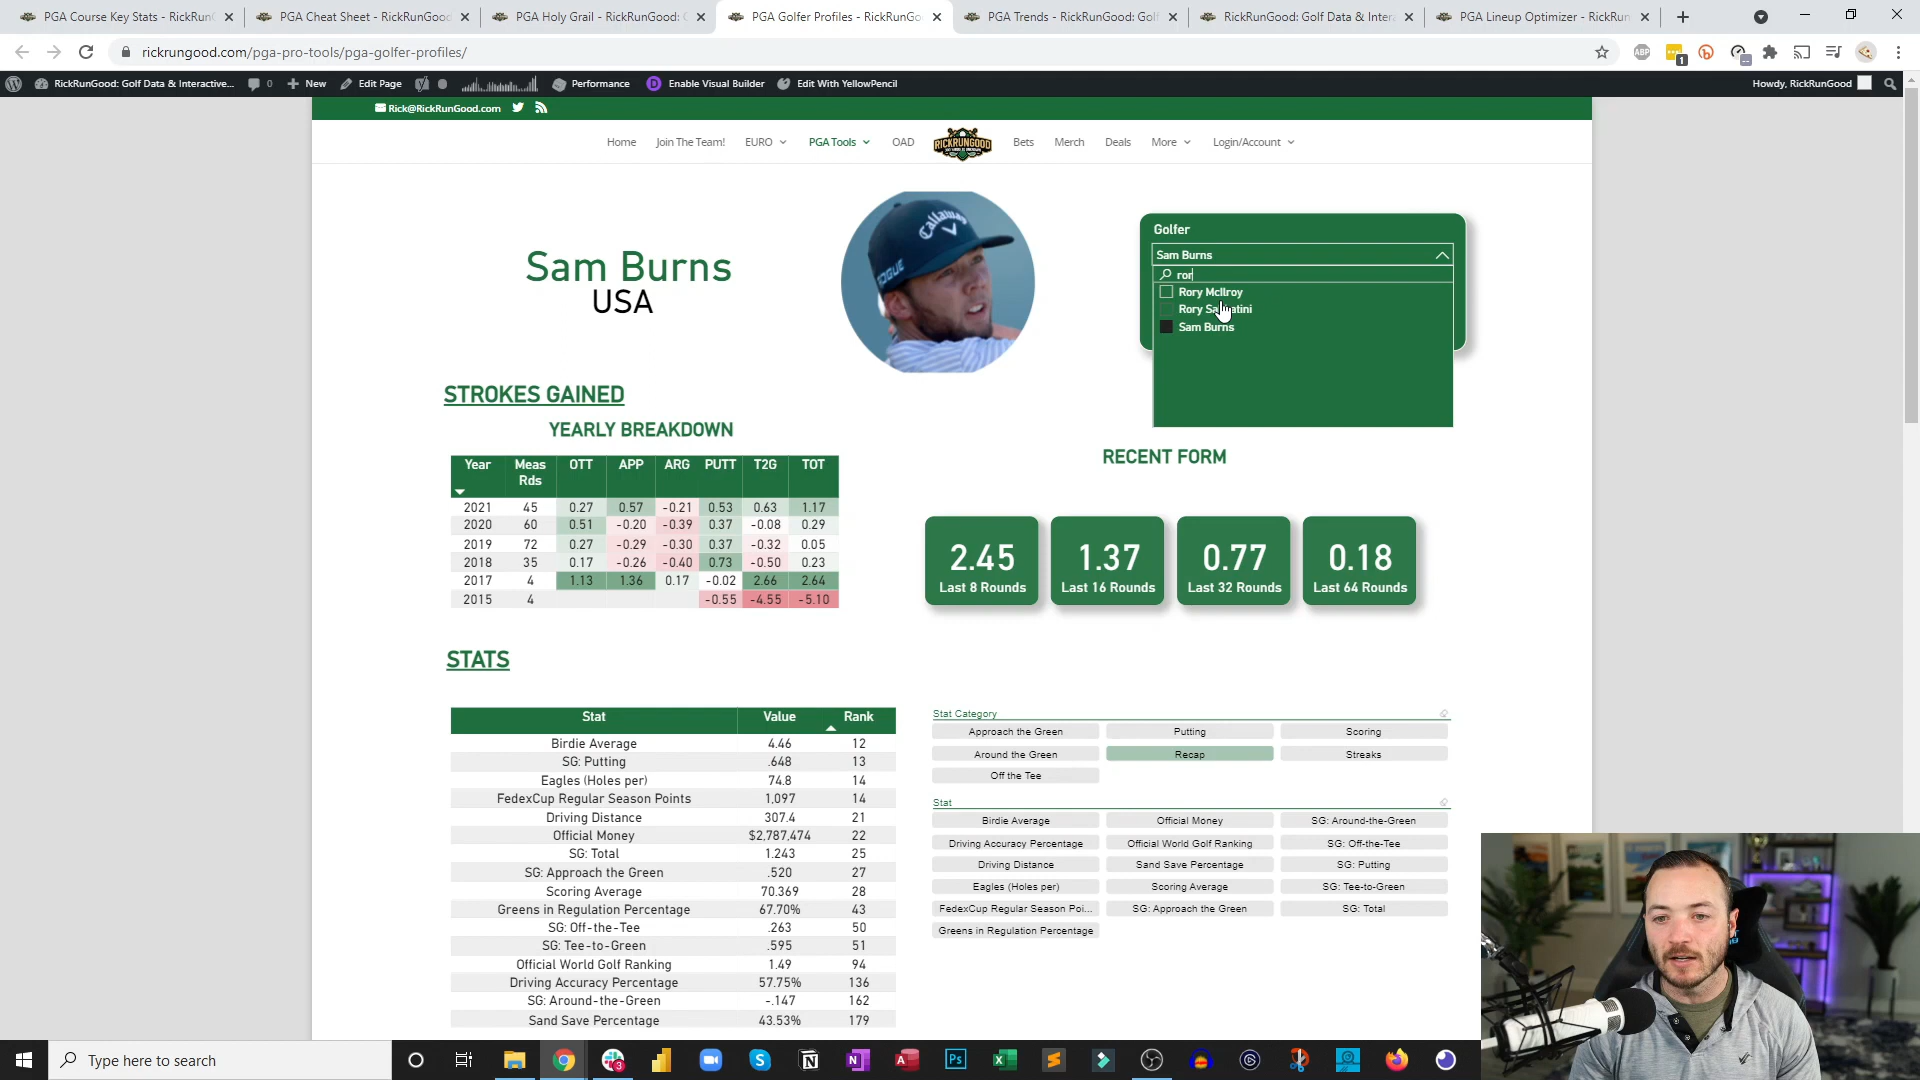 PGA Course Key Stats - RickRun
PGA Cheat Sheet - RickRunGood
PGA Holy Grail - RickRunGood:
PGA Golfer Profiles - RickRunGo
PGA Trends - RickRunGood: Golf
RickRunGood: Golf Data & Inter
PGA Lineup Optimizer - RickRun
rickrungood.com/pga-pro-tools/pga-golfer-profiles/
ABP
1
RickRunGood: Golf Data & Interactive...
0
New
Edit Page
Performance
Enable Visual Builder
Edit With YellowPencil
Howdy, RickRunGood
Rick@RickRunGood.com
Home
Join The Team!
EURO
PGA Tools
OAD
RICKRUNGOOD
Bets
Merch
Deals
More
Login/Account
Sam Burns
USA
Callaway
ROGUE
Golfer
Sam Burns
ror
Rory McIlroy
Rory Sabbatini
Sam Burns
STROKES GAINED
YEARLY BREAKDOWN
Year Meas Rds OTT APP ARG PUTT T2G TOT
2021 45 0.27 0.57 -0.21 0.53 0.63 1.17
2020 60 0.51 -0.20 -0.39 0.37 -0.08 0.29
2019 72 0.27 -0.29 -0.30 0.37 -0.32 0.05
2018 35 0.17 -0.26 -0.40 0.73 -0.50 0.23
2017 4 1.13 1.36 0.17 -0.02 2.66 2.64
2015 4 -0.55 -4.55 -5.10
RECENT FORM
2.45
Last 8 Rounds
1.37
Last 16 Rounds
0.77
Last 32 Rounds
0.18
Last 64 Rounds
STATS
Stat Value Rank
Birdie Average 4.46 12
SG: Putting .648 13
Eagles (Holes per) 74.8 14
FedexCup Regular Season Points 1,097 14
Driving Distance 307.4 21
Official Money $2,787,474 22
SG: Total 1.243 25
SG: Approach the Green .520 27
Scoring Average 70.369 28
Greens in Regulation Percentage 67.70% 43
SG: Off-the-Tee .263 50
SG: Tee-to-Green .595 51
Official World Golf Ranking 1.49 94
Driving Accuracy Percentage 57.75% 136
SG: Around-the-Green -.147 162
Sand Save Percentage 43.53% 179
Stat Category
Approach the Green Putting Scoring
Around the Green Recap Streaks
Off the Tee
Stat
Birdie Average Official Money SG: Around-the-Green
Driving Accuracy Percentage Official World Golf Ranking SG: Off-the-Tee
Driving Distance Sand Save Percentage SG: Putting
Eagles (Holes per) Scoring Average SG: Tee-to-Green
FedexCup Regular Season Poi... SG: Approach the Green SG: Total
Greens in Regulation Percentage
Type here to search
3
Ps